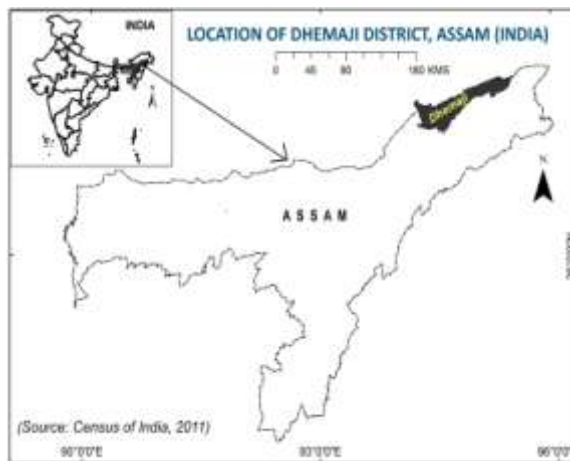 LOCATION OF DHEMAJI DISTRICT, ASSAM (INDIA)
INDIA
0 40 80 160 KMS
Dhemaji
N
ASSAM
(Source: Census of India, 2011)
90°0'0"E 93°0'0"E 96°0'0"E